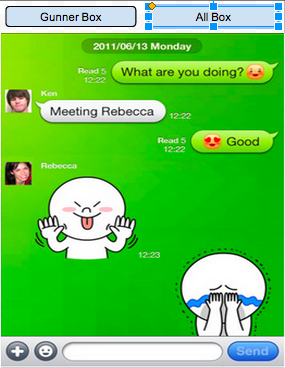 Gunner Box
All Box
2011/06/13 Monday
What are you doing?
Read 5
12:22
Ken
Meeting Rebecca
12:22
Read 5
12:22
Good
Rebecca
12:23
Send